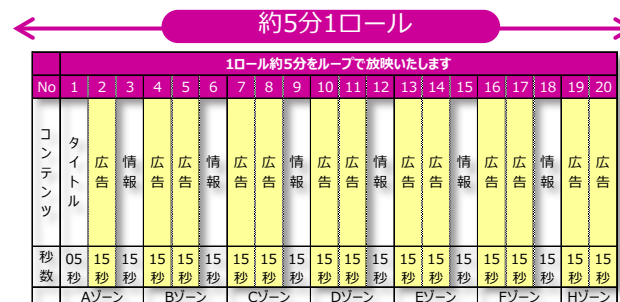 約5分1ロール
1ロール約5分をループで放映いたします
No 1 2 3 4 5 6 7 8 9 10 11 12 13 14 15 16 17 18 19 20
コンテンツ タイトル 広告 情報 広告 広告 情報 広告 広告 情報 広告 広告 情報 広告 広告 情報 広告 広告 情報 広告 広告
秒数 05秒 15秒 15秒 15秒 15秒 15秒 15秒 15秒 15秒 15秒 15秒 15秒 15秒 15秒 15秒 15秒 15秒 15秒 15秒 15秒
Aゾーン Bゾーン Cゾーン Dゾーン Eゾーン Fゾーン Hゾーン